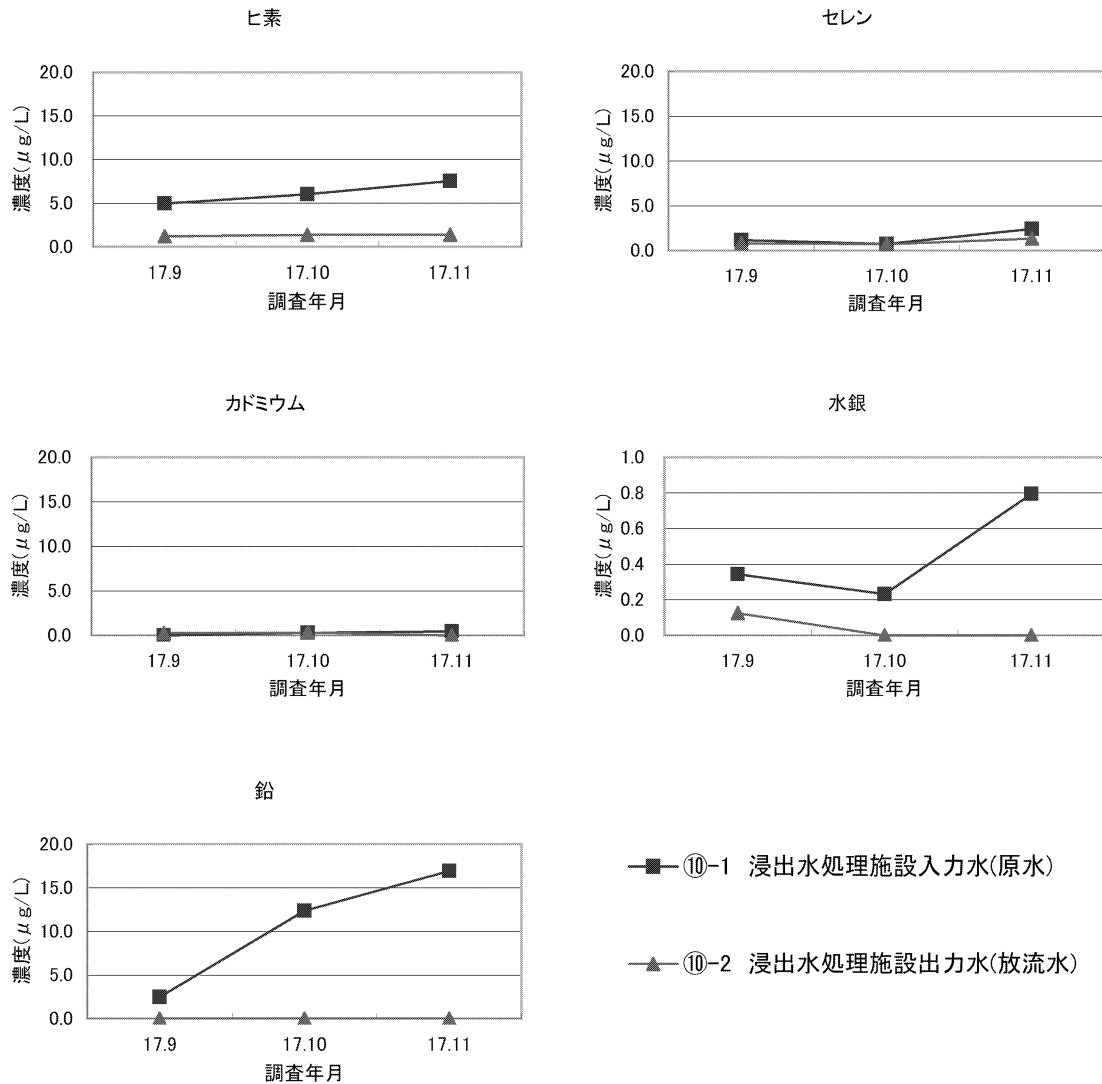 ヒ素
20.0
15.0
10.0
5.0
0.0
濃度(μg/L)
17.9 17.10 17.11
調査年月
セレン
20.0
15.0
10.0
5.0
0.0
濃度(μg/L)
17.9 17.10 17.11
調査年月
カドミウム
20.0
15.0
10.0
5.0
0.0
濃度(μg/L)
17.9 17.10 17.11
調査年月
水銀
1.0
0.8
0.6
0.4
0.2
0.0
濃度(μg/L)
17.9 17.10 17.11
調査年月
鉛
20.0
15.0
10.0
5.0
0.0
濃度(μg/L)
17.9 17.10 17.11
調査年月
⑩-1 浸出水処理施設入力水(原水)
⑩-2 浸出水処理施設出力水(放流水)